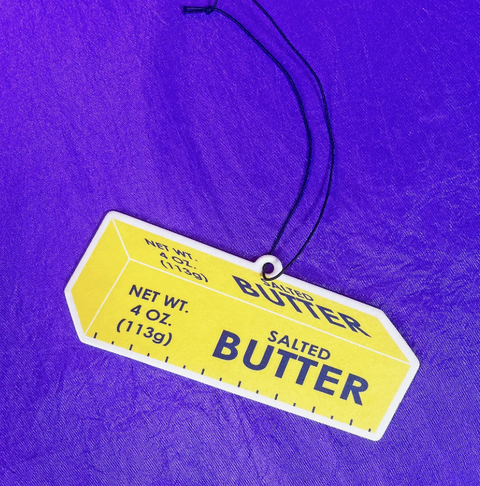 NET WT.
4 OZ.
(113g)
SALTED
BUTTER
NET WT.
4 OZ.
(113g)
SALTED
BUTTER